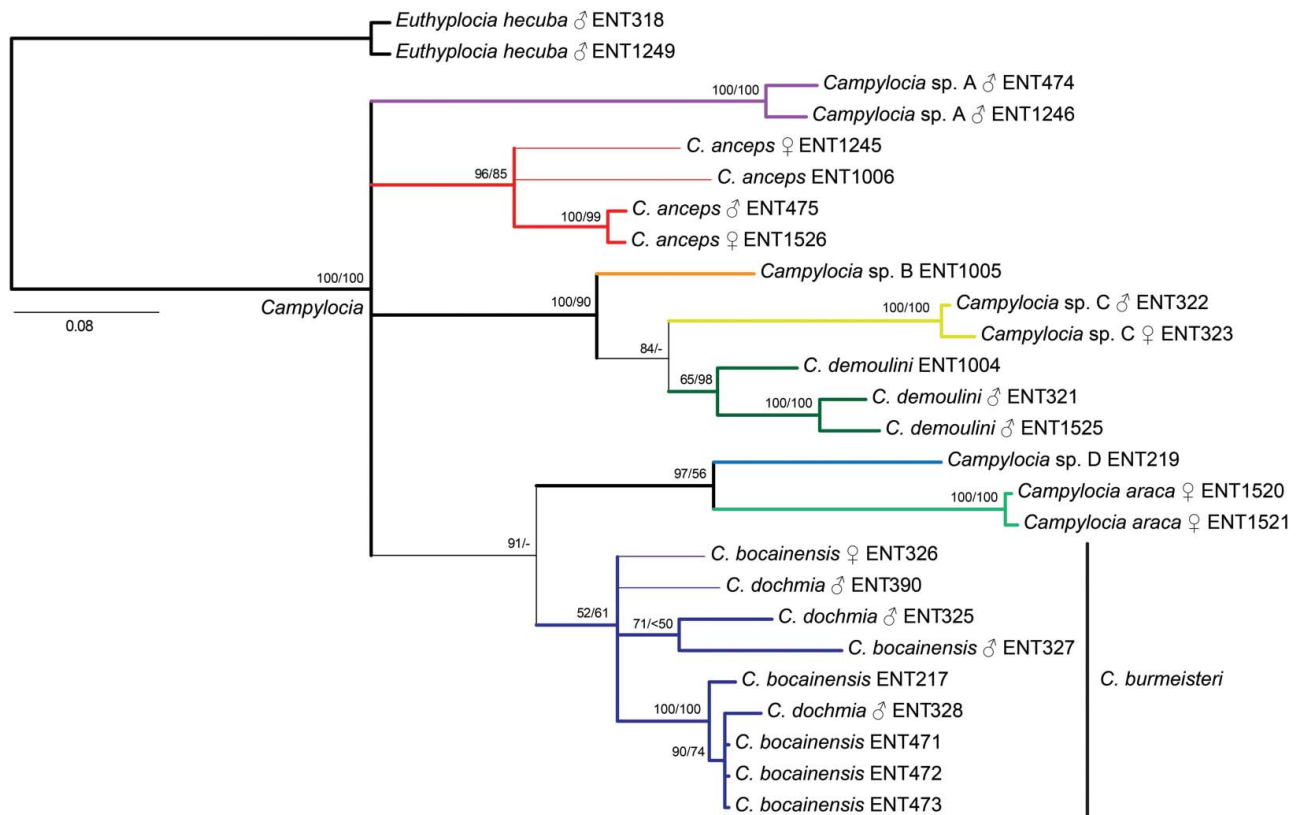 Euthyplocia hecuba ♂ ENT318
Euthyplocia hecuba ♂ ENT1249
100/100
Campylocia sp. A ♂ ENT474
Campylocia sp. A ♂ ENT1246
C. anceps ♀ ENT1245
96/85
C. anceps ENT1006
C. anceps ♂ ENT475
100/99
C. anceps ♀ ENT1526
Campylocia sp. B ENT1005
100/100
Campylocia
0.08
100/90
Campylocia sp. C ♂ ENT322
100/100
Campylocia sp. C ♀ ENT323
84/-
C. demoulini ENT1004
65/98
C. demoulini ♂ ENT321
100/100
C. demoulini ♂ ENT1525
Campylocia sp. D ENT219
97/56
Campylocia araca ♀ ENT1520
100/100
Campylocia araca ♀ ENT1521
91/-
C. bocainensis ♀ ENT326
C. dochmia ♂ ENT390
52/61
C. dochmia ♂ ENT325
71/<50
C. bocainensis ♂ ENT327
C. bocainensis ENT217
C. burmeisteri
100/100
C. dochmia ♂ ENT328
90/74
C. bocainensis ENT471
C. bocainensis ENT472
C. bocainensis ENT473